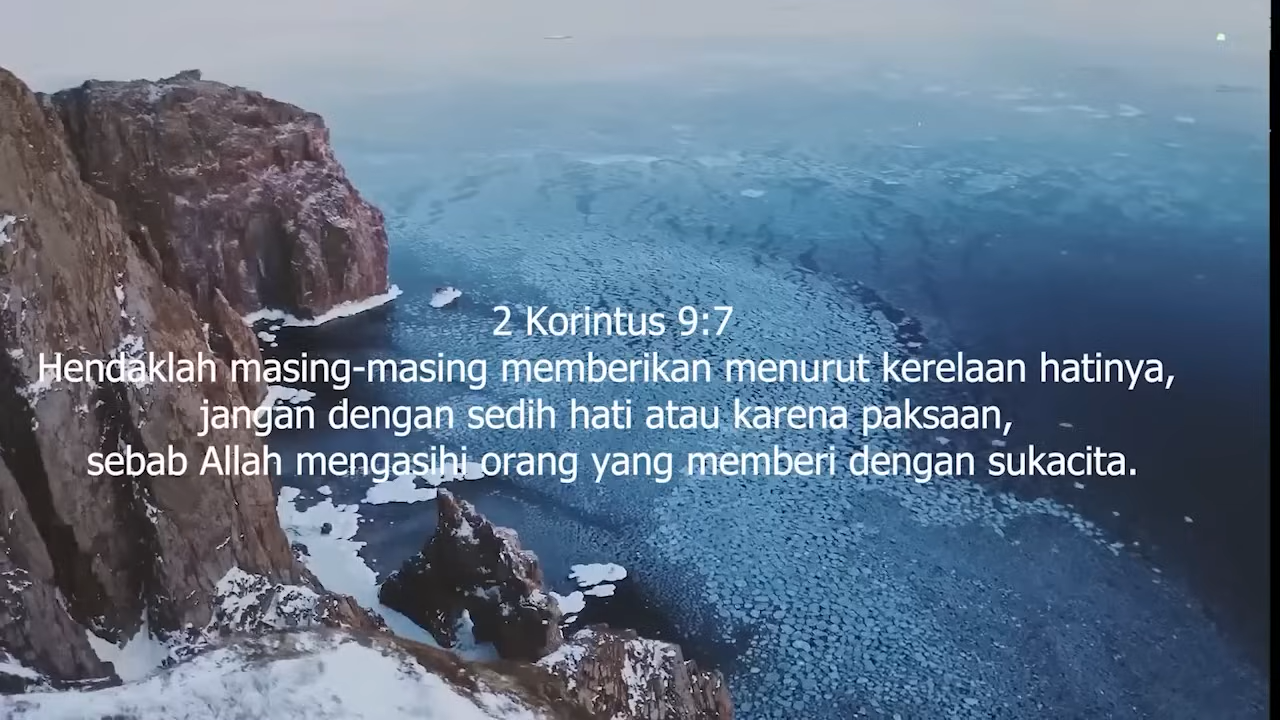 2 Korintus 9:7
Hendaklah masing-masing memberikan menurut kerelaan hatinya,
jangan dengan sedih hati atau karena paksaan,
sebab Allah mengasihi orang yang memberi dengan sukacita.